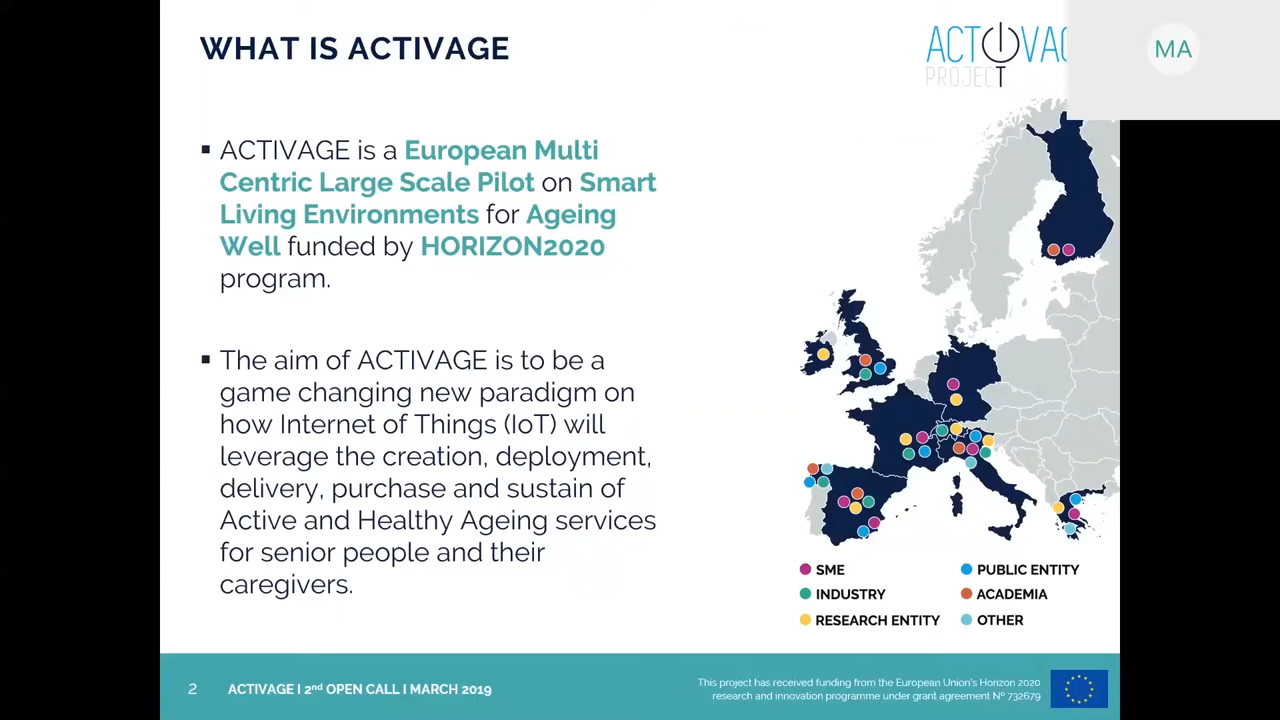 WHAT IS ACTIVAGE
ACTIVAGE
PROJECT
MA
▪ ACTIVAGE is a European Multi
Centric Large Scale Pilot on Smart
Living Environments for Ageing
Well funded by HORIZON2020
program.
▪ The aim of ACTIVAGE is to be a
game changing new paradigm on
how Internet of Things (IoT) will
leverage the creation, deployment,
delivery, purchase and sustain of
Active and Healthy Ageing services
for senior people and their
caregivers.
SME
PUBLIC ENTITY
INDUSTRY
ACADEMIA
RESEARCH ENTITY
OTHER
2
ACTIVAGE I 2nd OPEN CALL I MARCH 2019
This project has received funding from the European Union's Horizon 2020
research and innovation programme under grant agreement Nº 732679